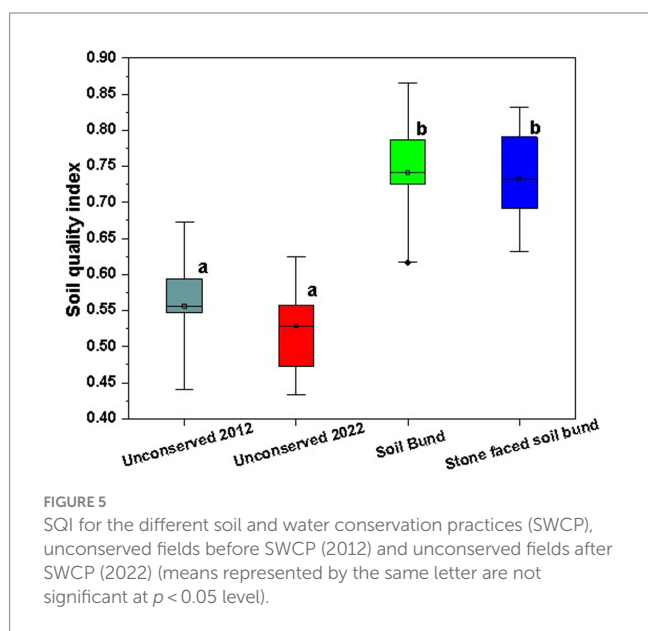 0.90
0.85
0.80
0.75
0.70
0.65
0.60
0.55
0.50
0.45
0.40
Soil quality index
a
a
b
b
Unconserved 2012
Unconserved 2022
Soil Bund
Stone faced soil bund
FIGURE 5
SQI for the different soil and water conservation practices (SWCP),
unconserved fields before SWCP (2012) and unconserved fields after
SWCP (2022) (means represented by the same letter are not
significant at p < 0.05 level).